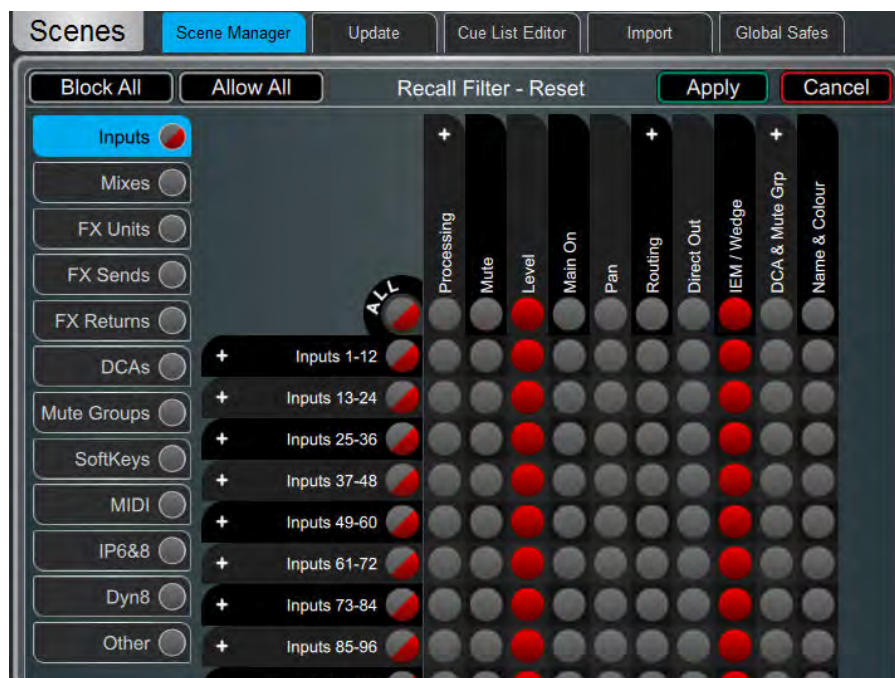 Scenes Scene Manager Update Cue List Editor Import Global Safes
Block All Allow All Recall Filter - Reset Apply Cancel
Inputs
Mixes
FX Units
FX Sends
FX Returns
DCAs
Mute Groups
SoftKeys
MIDI
IP6&8
Dyn8
Other
+ + +
Processing
Mute
Level
Main On
Pan
Routing
Direct Out
IEM / Wedge
DCA & Mute Grp
Name & Colour
ALL
+ Inputs 1-12
+ Inputs 13-24
+ Inputs 25-36
+ Inputs 37-48
+ Inputs 49-60
+ Inputs 61-72
+ Inputs 73-84
+ Inputs 85-96